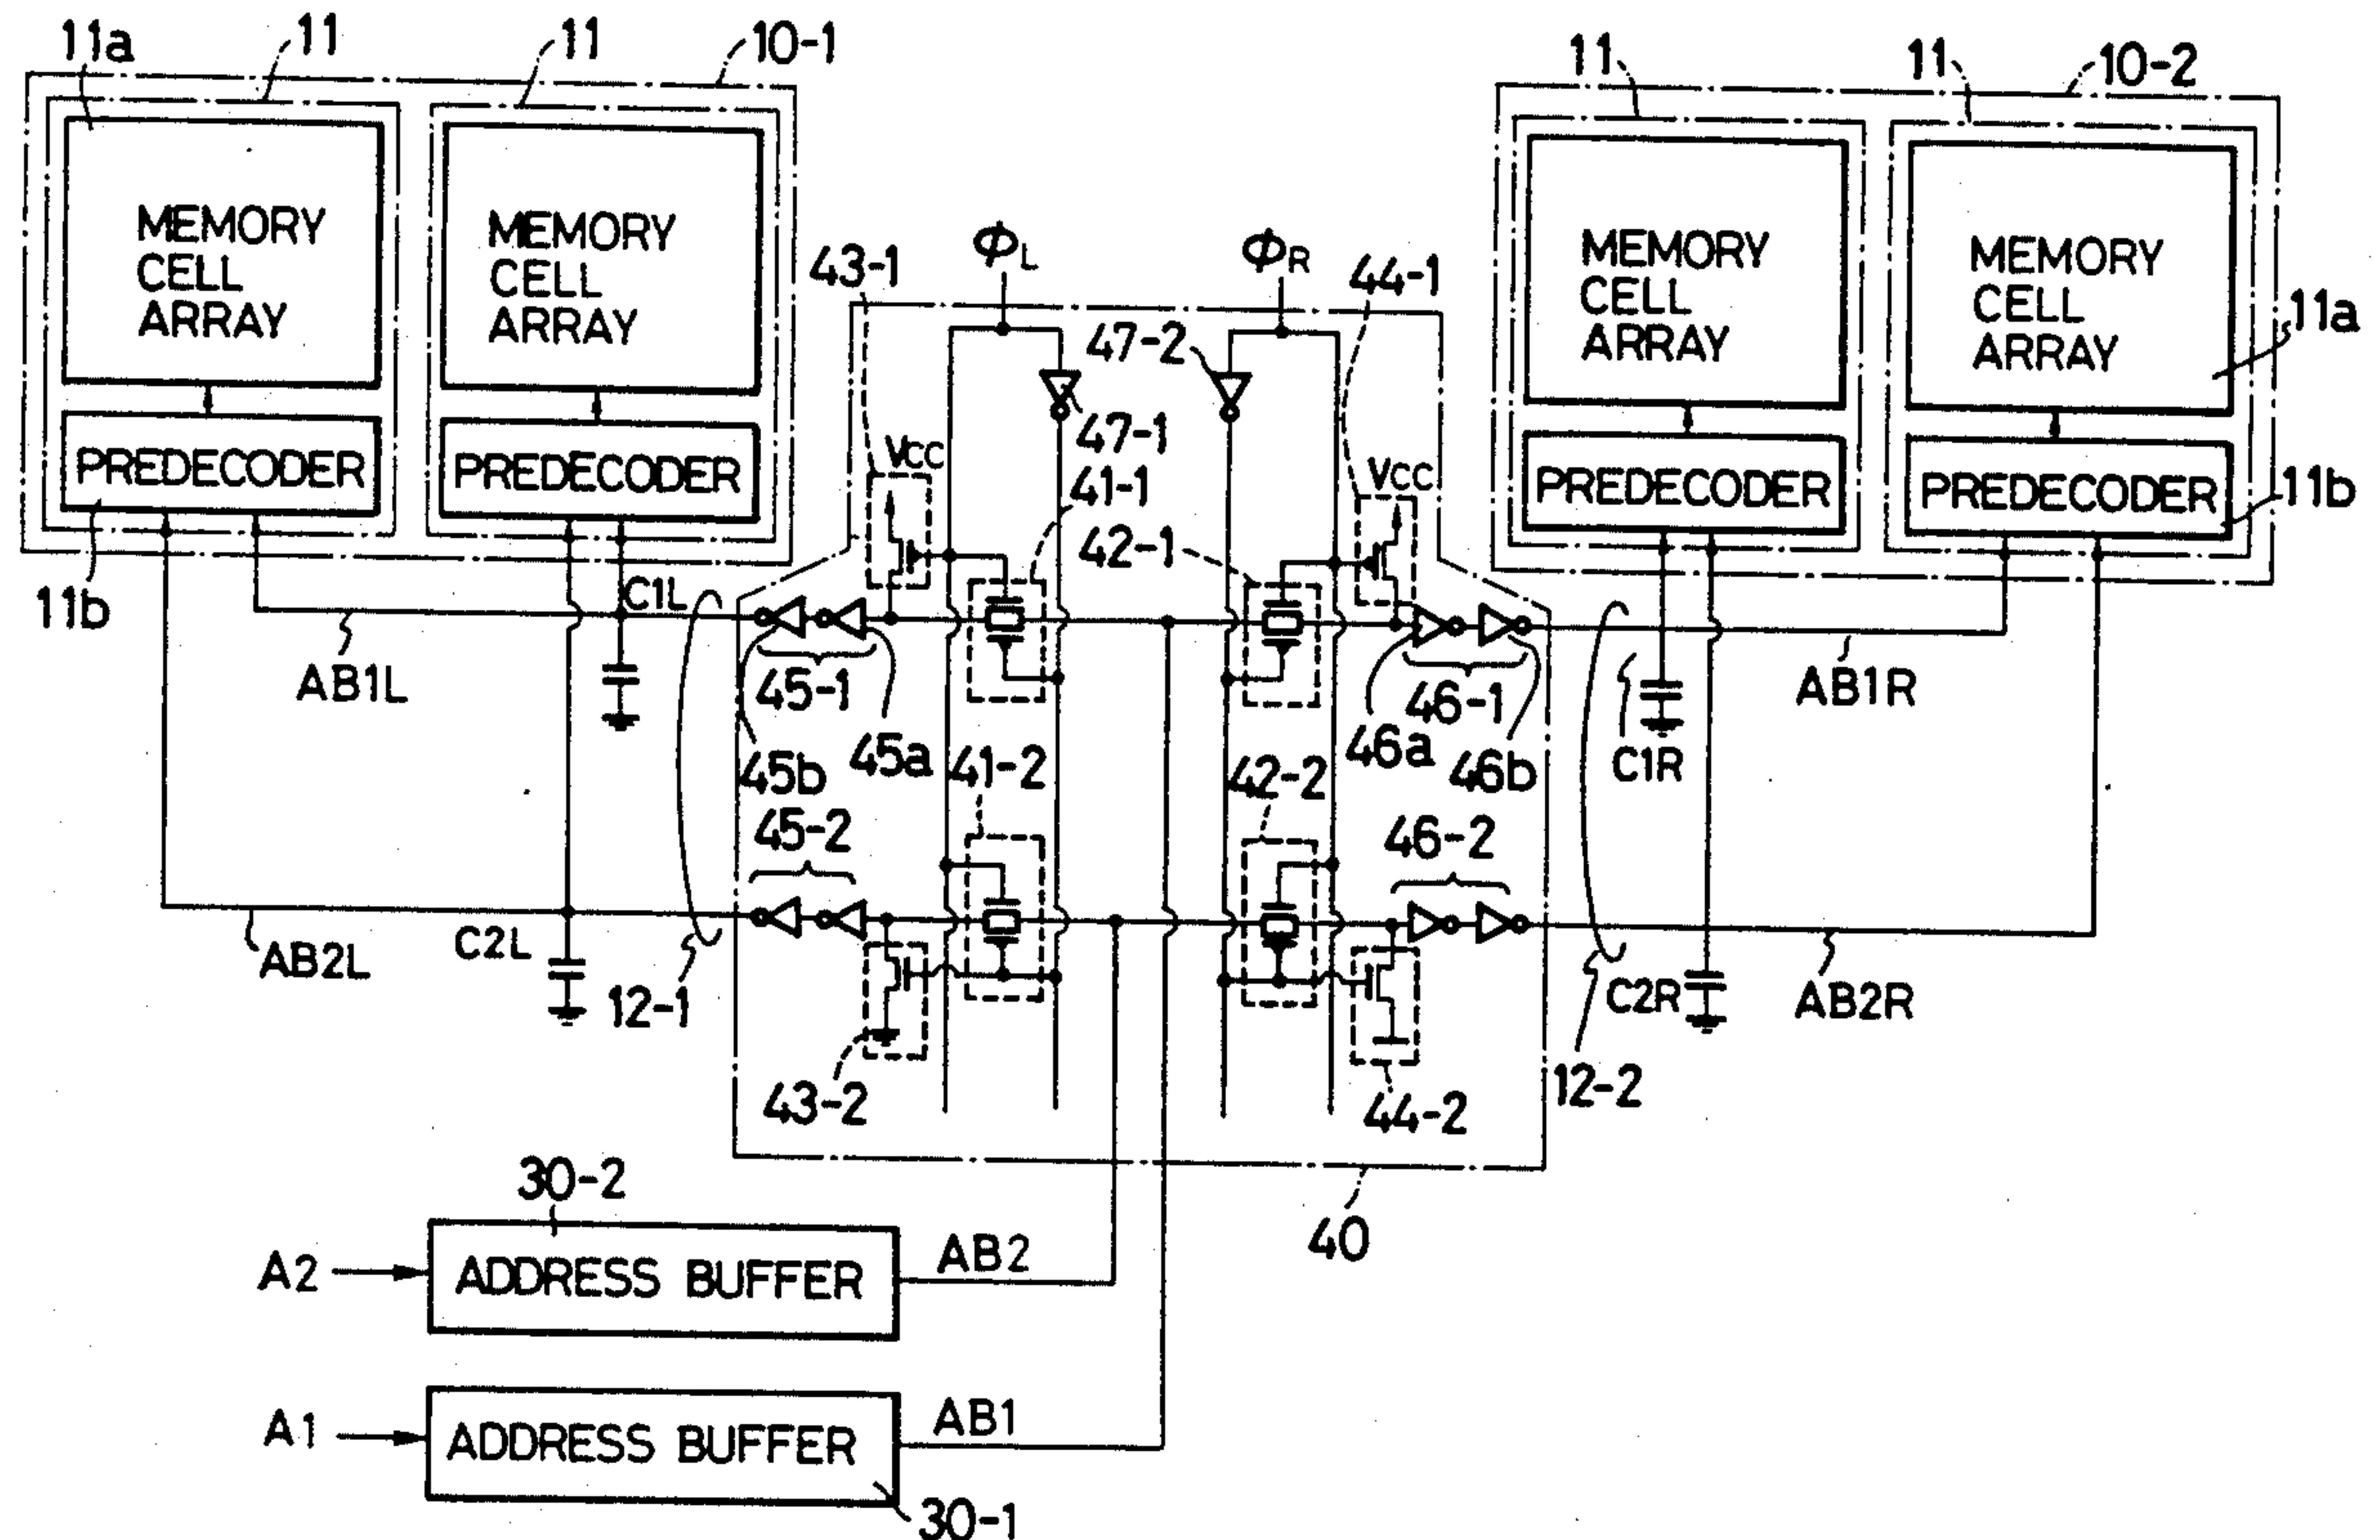 11a
11
11
10-1
11
11
10-2
MEMORY
CELL
ARRAY
MEMORY
CELL
ARRAY
MEMORY
CELL
ARRAY
MEMORY
CELL
ARRAY
11a
PREDECODER
PREDECODER
PREDECODER
PREDECODER
11b
11b
ΦL
ΦR
43-1
44-1
47-2
47-1
VCC
VCC
41-1
42-1
C1L
AB1L
45-1
45b
45a
46-1
46a
46b
C1R
AB1R
41-2
42-2
45-2
46-2
AB2L
C2L
12-1
C2R
AB2R
12-2
43-2
44-2
40
30-2
A2
ADDRESS BUFFER
AB2
A1
ADDRESS BUFFER
AB1
30-1